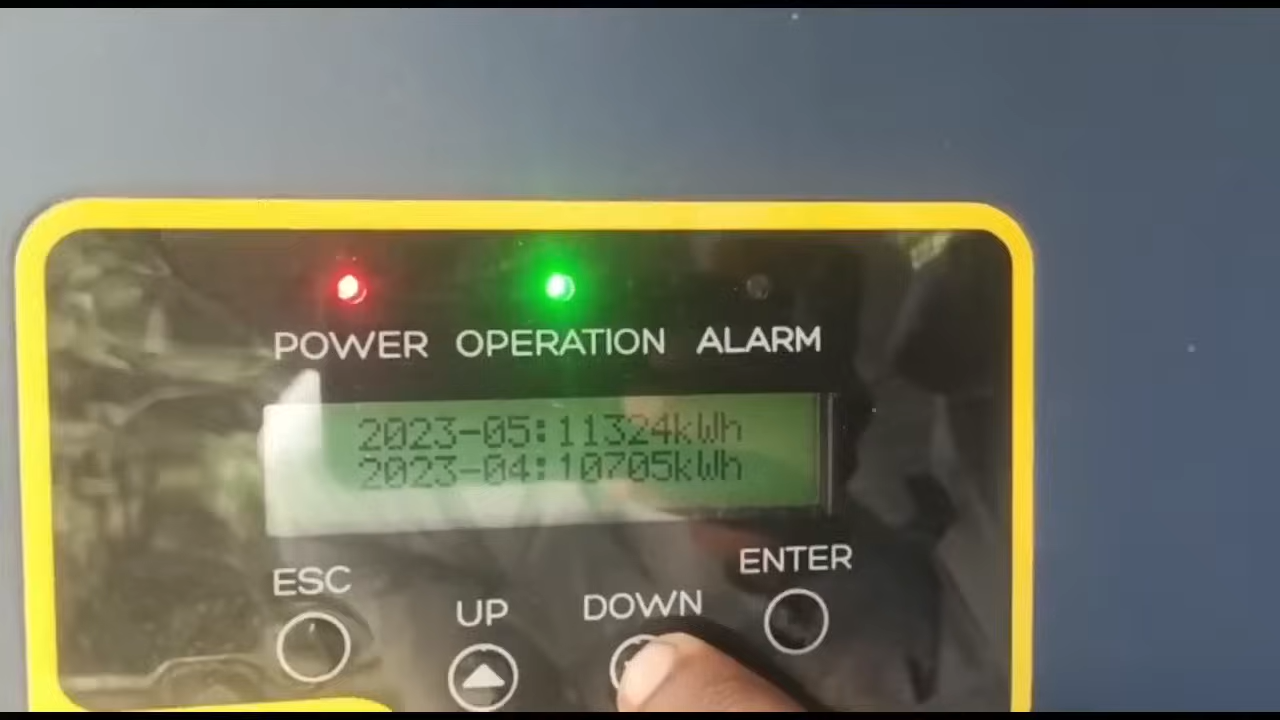 POWER OPERATION ALARM
2023-05:11324kWh
2023-04:10705kWh
ESC UP DOWN ENTER